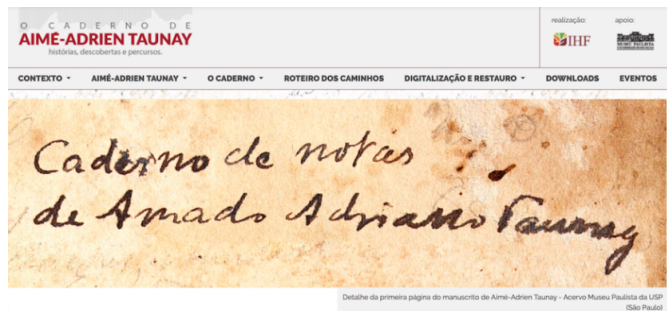 O CADERNO DE
AIMÉ-ADRIEN TAUNAY
histórias, descobertas e percursos.
realização:
IHF
apoio:
MUSEU PAULISTA
CONTEXTO
AIMÉ-ADRIEN TAUNAY
O CADERNO
ROTEIRO DOS CAMINHOS
DIGITALIZAÇÃO E RESTAURO
DOWNLOADS
EVENTOS
Caderno de notas
de Amado Adriano Taunay
Detalhe da primeira página do manuscrito de Aimé-Adrien Taunay - Acervo Museu Paulista da USP
(São Paulo)